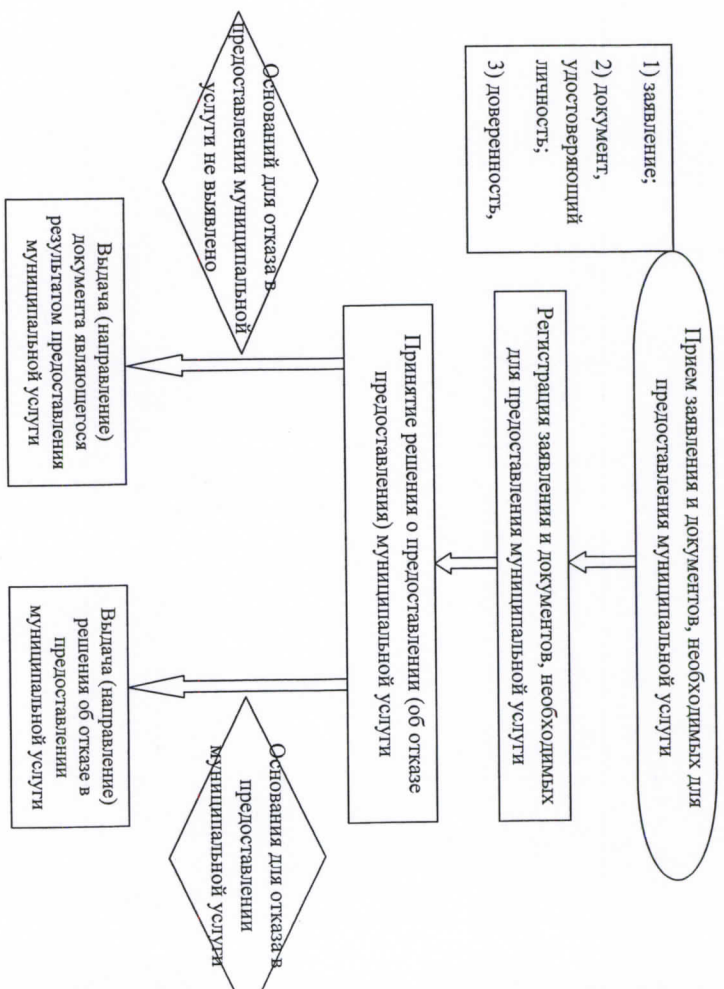 Прием заявления и документов, необходимых для
предоставления муниципальной услуги
1) заявление;
2) документ,
удостоверяющий
личность;
3) доверенность,
Регистрация заявления и документов, необходимых
для предоставления муниципальной услуги
Принятие решения о предоставлении (об отказе
предоставления) муниципальной услуги
Оснований для отказа в
предоставлении муниципальной
услуги не выявлено
Основания для отказа в
предоставлении
муниципальной услуги
Выдача (направление)
документа являющегося
результатом предоставления
муниципальной услуги
Выдача (направление)
решения об отказе в
предоставлении
муниципальной услуги